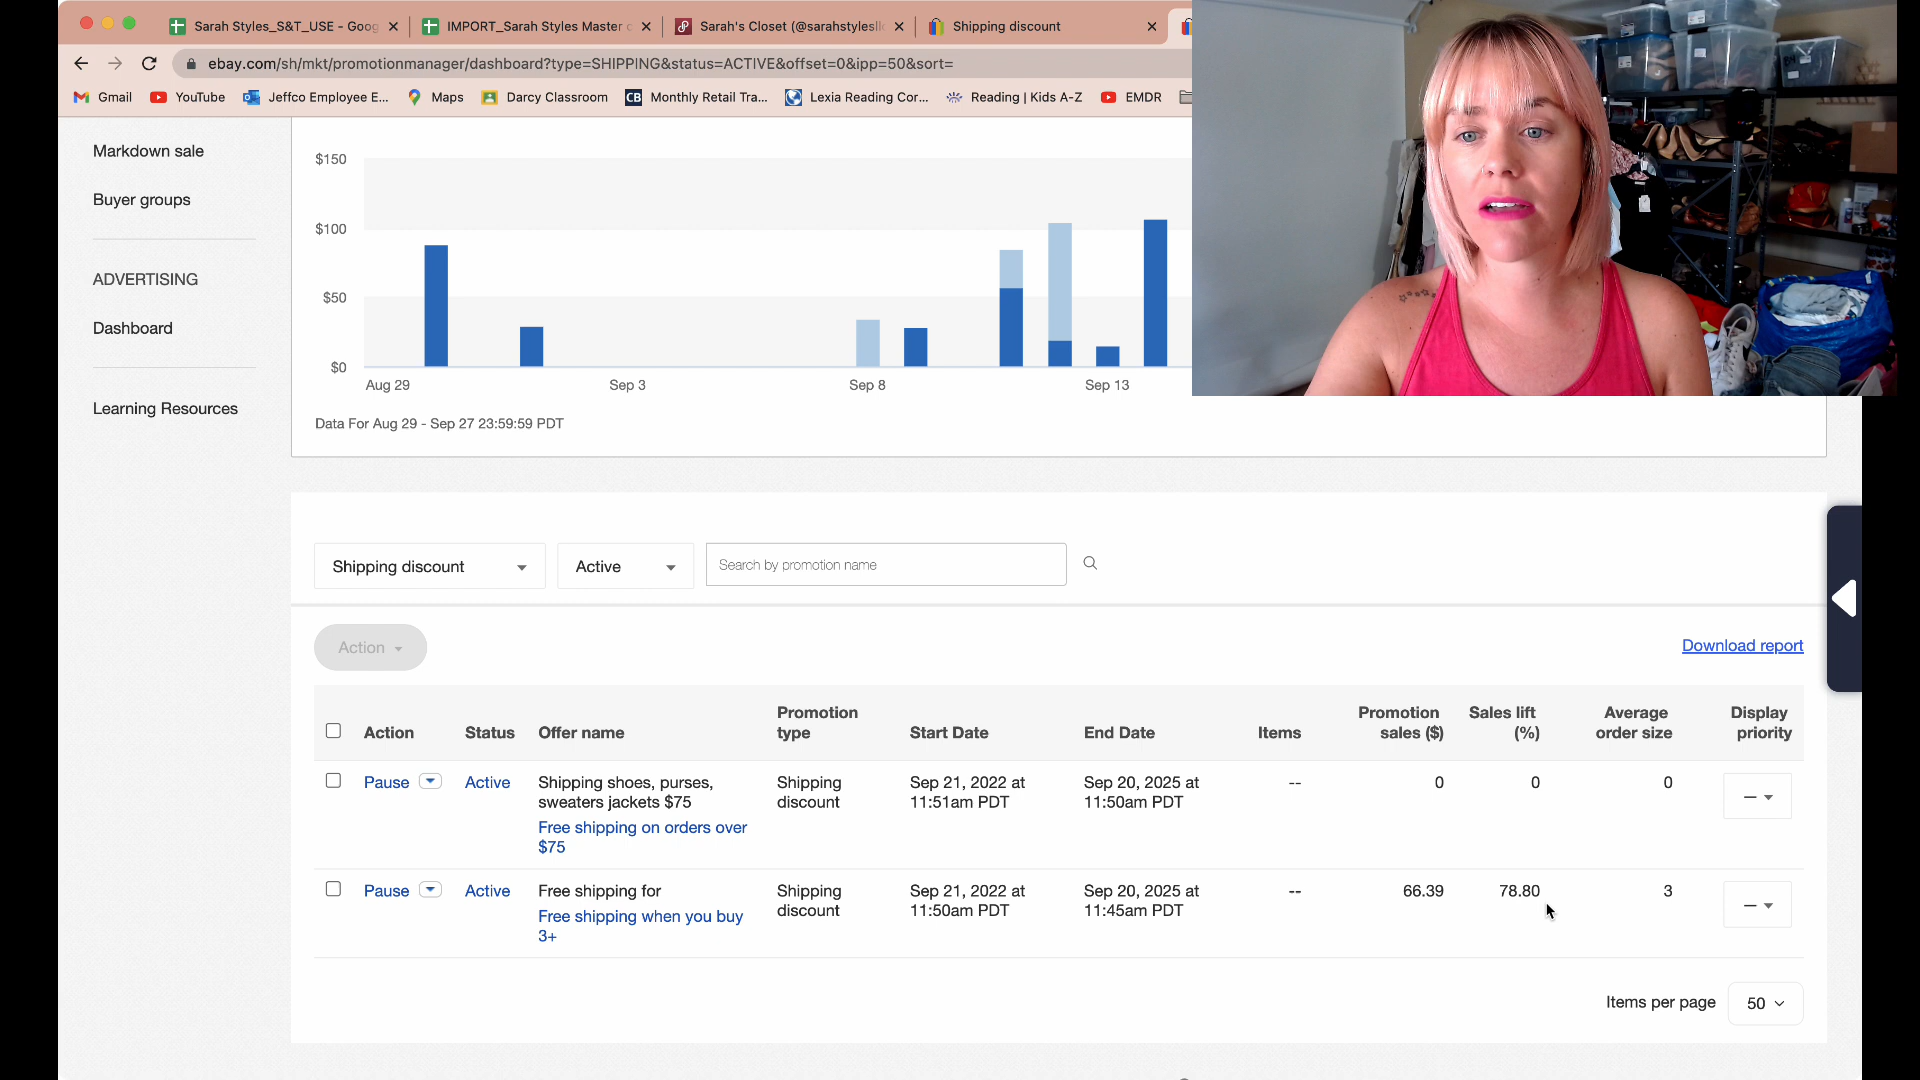 Sarah Styles_S&T_USE - Goog
IMPORT_Sarah Styles Master c
Sarah's Closet (@sarahstyleslk
Shipping discount
ebay.com/sh/mkt/promotionmanager/dashboard?type=SHIPPING&status=ACTIVE&offset=0&ipp=50&sort=
Gmail YouTube Jeffco Employee E... Maps Darcy Classroom CB Monthly Retail Tra... Lexia Reading Cor... Reading | Kids A-Z EMDR
Markdown sale
Buyer groups
ADVERTISING
Dashboard
Learning Resources
$150
$100
$50
$0
Aug 29 Sep 3 Sep 8 Sep 13
Data For Aug 29 - Sep 27 23:59:59 PDT
Shipping discount Active Search by promotion name
Action Download report
Action Status Offer name Promotion type Start Date End Date Items Promotion sales ($) Sales lift (%) Average order size Display priority
Pause Active Shipping shoes, purses, Shipping Sep 21, 2022 at Sep 20, 2025 at -- 0 0 0 –
sweaters jackets $75 discount 11:51am PDT 11:50am PDT
Free shipping on orders over
$75
Pause Active Free shipping for Shipping Sep 21, 2022 at Sep 20, 2025 at -- 66.39 78.80 3 –
Free shipping when you buy discount 11:50am PDT 11:45am PDT
3+
Items per page 50